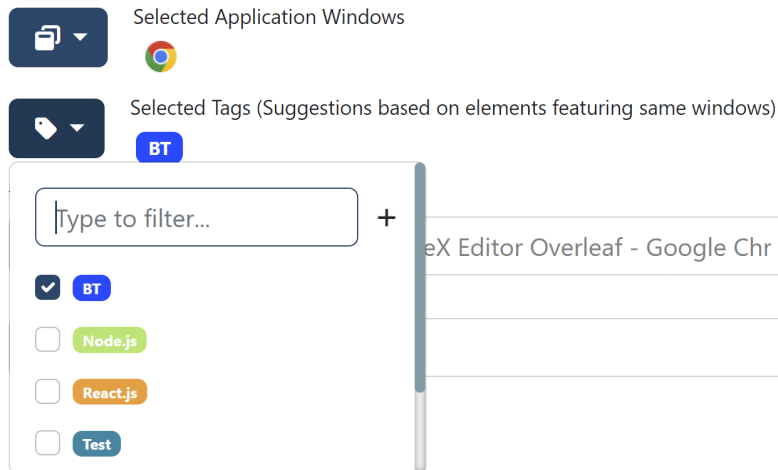 Selected Application Windows
Selected Tags (Suggestions based on elements featuring same windows)
BT
Type to filter...
+
eX Editor Overleaf - Google Chr
BT
Node.js
React.js
Test